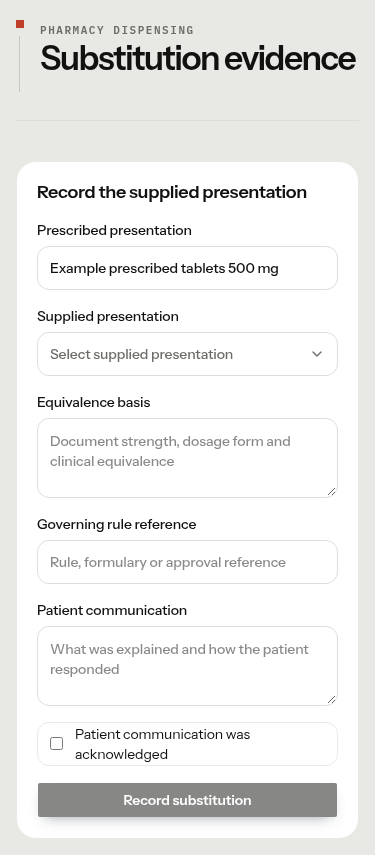 PHARMACY DISPENSING
Substitution evidence
Record the supplied presentation
Prescribed presentation
Example prescribed tablets 500 mg
Supplied presentation
Select supplied presentation
Equivalence basis
Document strength, dosage form and
clinical equivalence
Governing rule reference
Rule, formulary or approval reference
Patient communication
What was explained and how the patient
responded
Patient communication was
acknowledged
Record substitution